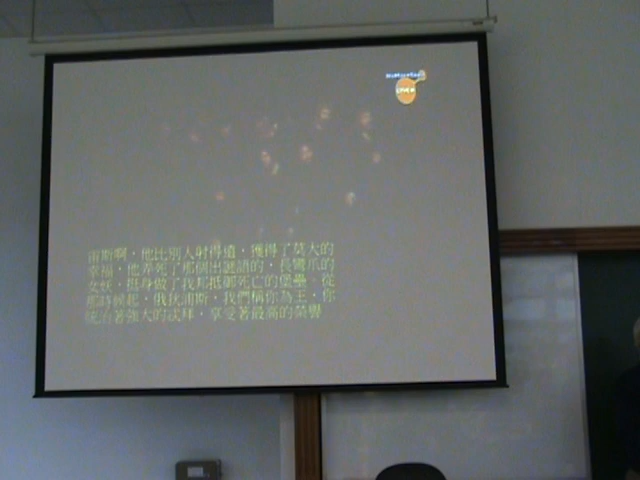 宙斯啊,他比別人射得遠,獲得了莫大的
幸福,他弄死了那個出謎語的,長彎爪的
女妖,挺身做了我邦抵禦死亡的堡壘。從
那時候起,俄狄浦斯,我們稱你為王,你
統治著強大的忒拜,享受著最高的榮譽